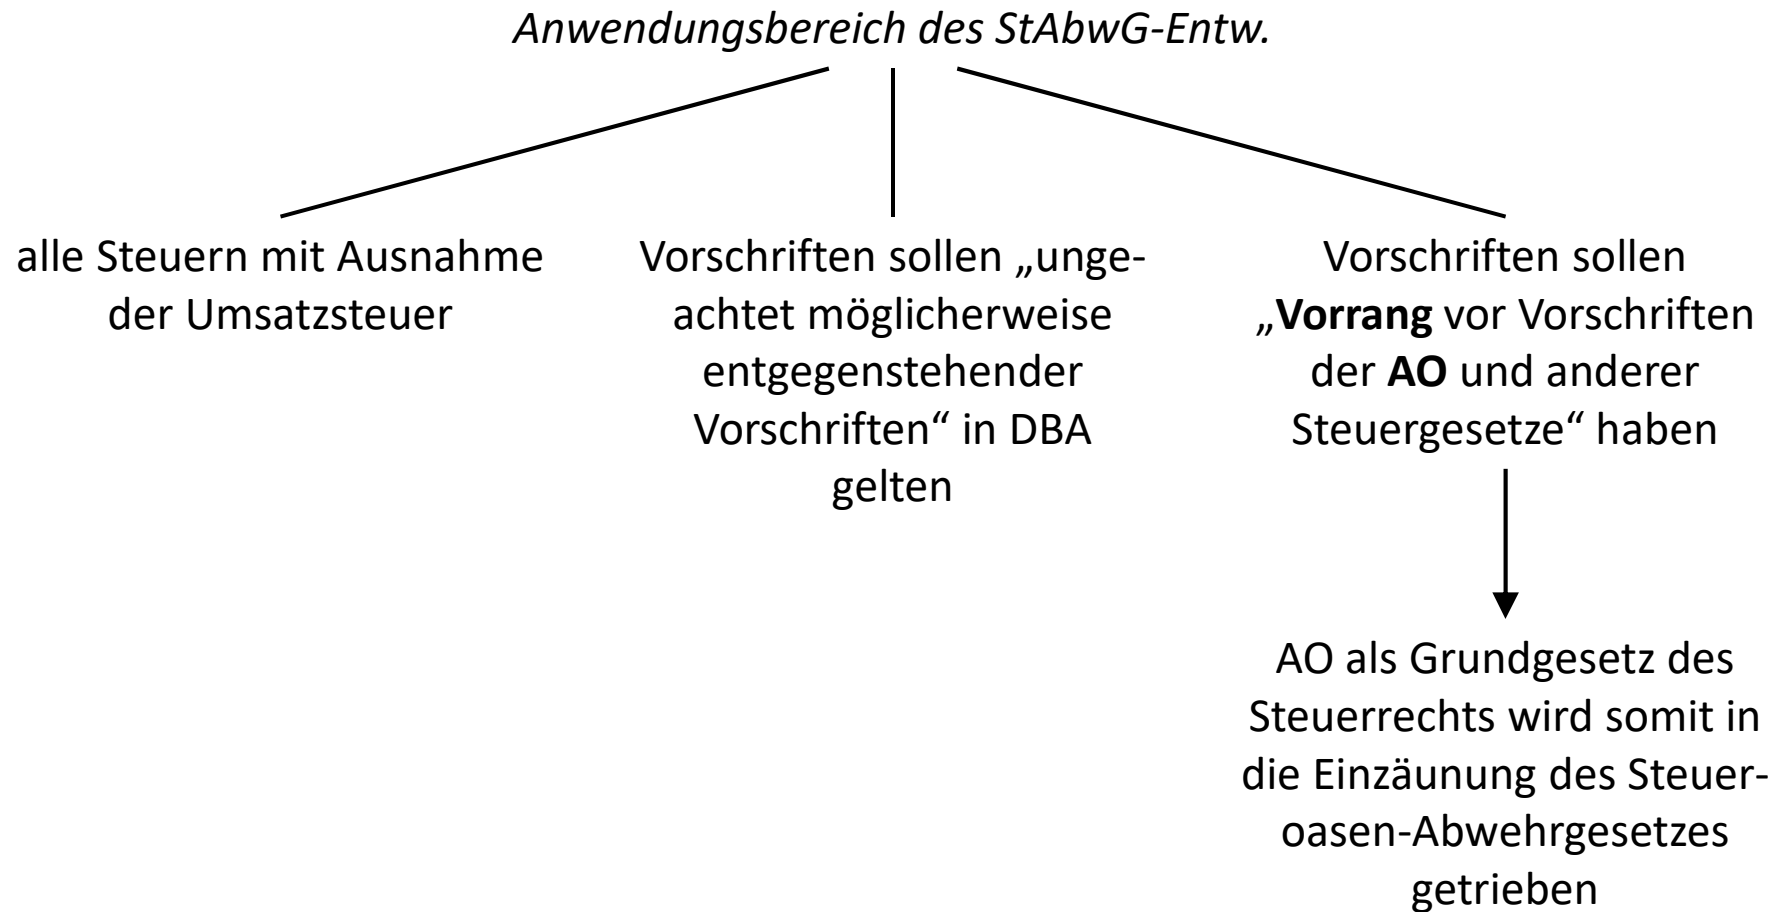 Anwendungsbereich des StAbwG-Entw.
alle Steuern mit Ausnahme
der Umsatzsteuer
Vorschriften sollen „unge-
achtet möglicherweise
entgegenstehender
Vorschriften“ in DBA
gelten
Vorschriften sollen
„Vorrang vor Vorschriften
der AO und anderer
Steuergesetze“ haben
AO als Grundgesetz des
Steuerrechts wird somit in
die Einzäunung des Steuer-
oasen-Abwehrgesetzes
getrieben